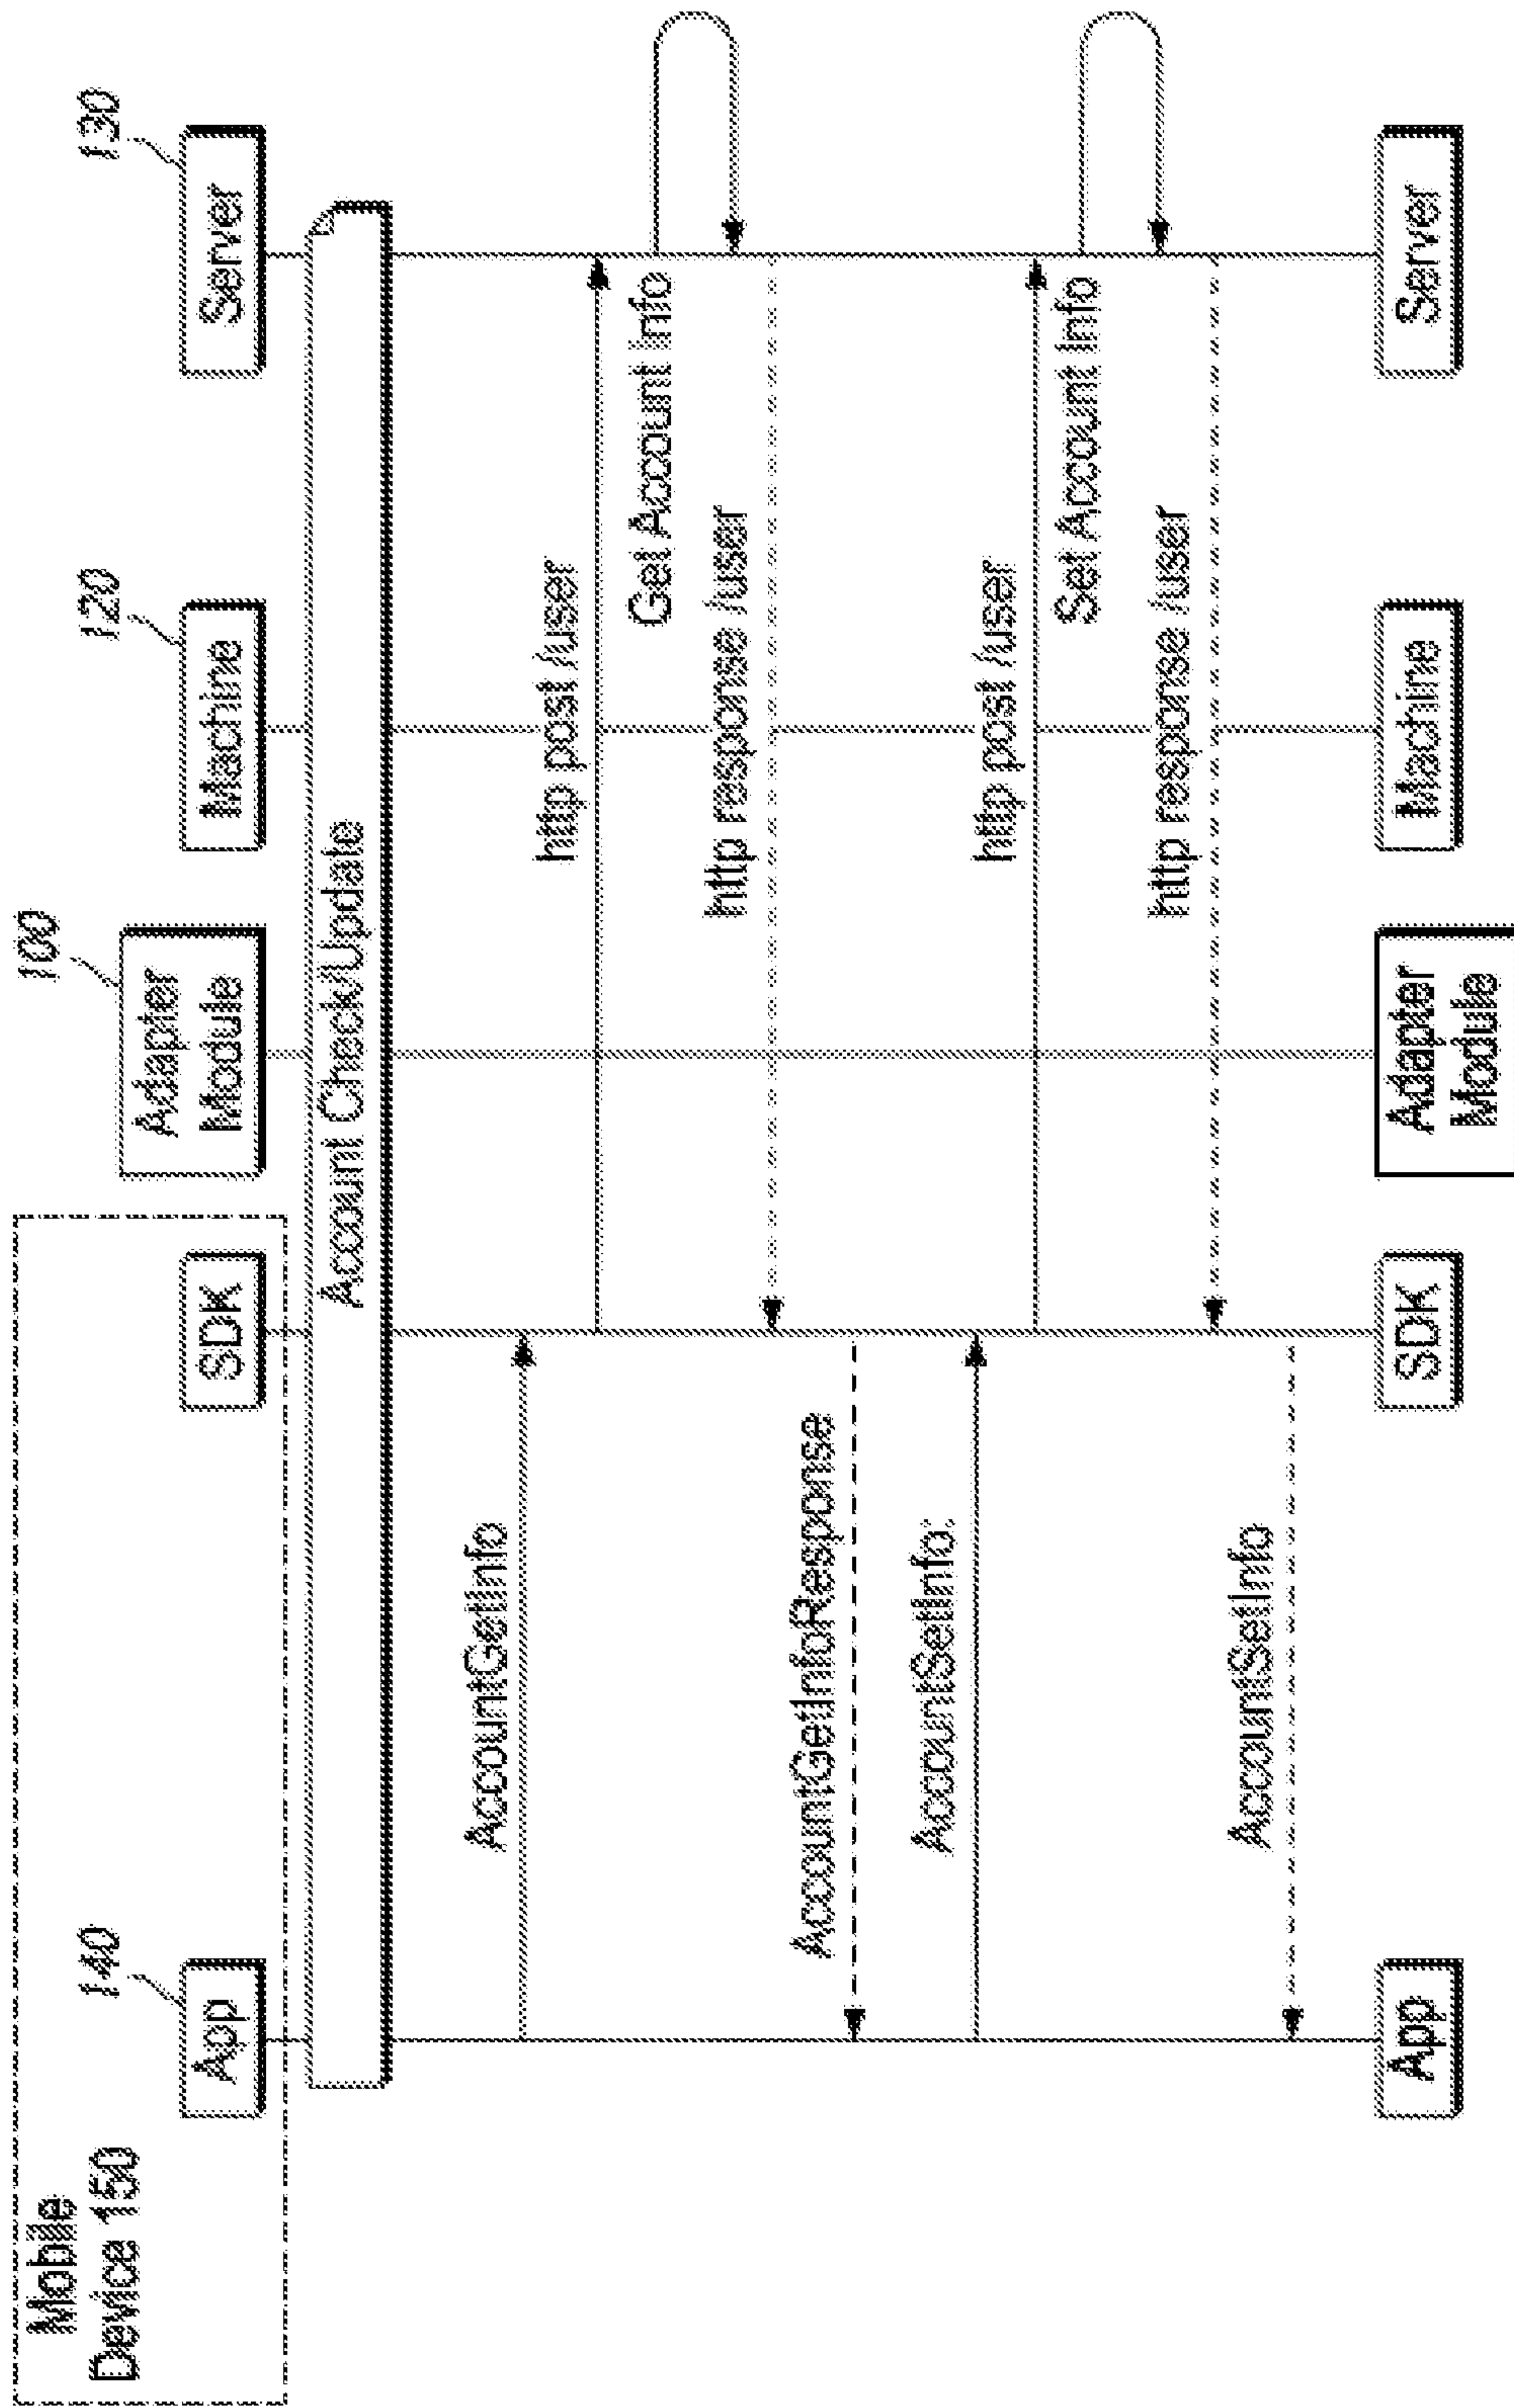 Mobile
Device 150
140
App
SDK
100
Adapter
Module
120
Machine
130
Server
Account Check/Update
AccountGetInfo
http post /user
Get Account Info
http response /user
AccountGetInfoResponse
AccountSetInfo:
http post /user
Set Account Info
http response /user
AccountSetInfo
App
SDK
Adapter
Module
Machine
Server